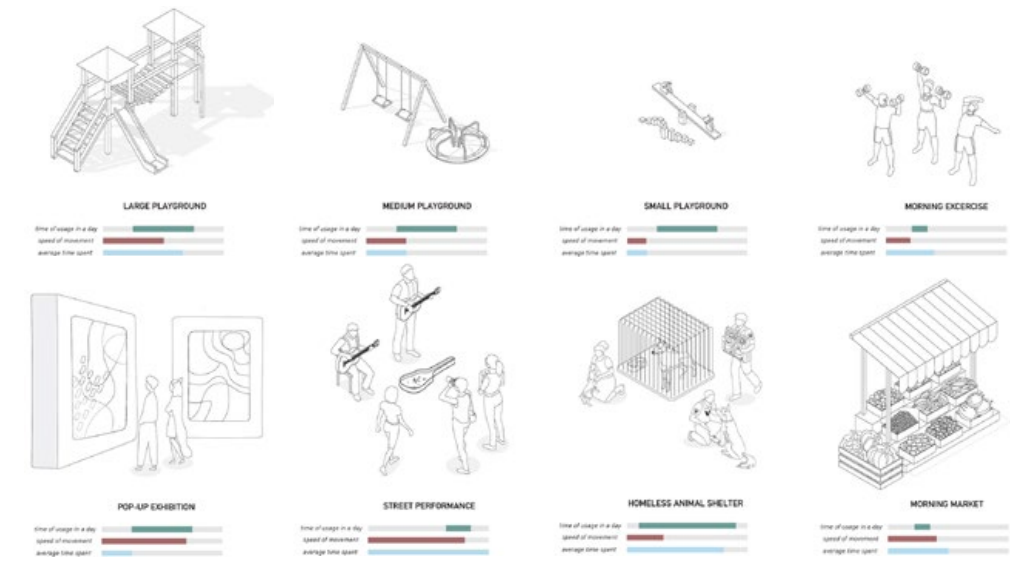 LARGE PLAYGROUND
time of usage in a day
speed of movement
average time spent
MEDIUM PLAYGROUND
time of usage in a day
speed of movement
average time spent
SMALL PLAYGROUND
time of usage in a day
speed of movement
average time spent
MORNING EXCERCISE
time of usage in a day
speed of movement
average time spent
POP-UP EXHIBITION
time of usage in a day
speed of movement
average time spent
STREET PERFORMANCE
time of usage in a day
speed of movement
average time spent
HOMELESS ANIMAL SHELTER
time of usage in a day
speed of movement
average time spent
MORNING MARKET
time of usage in a day
speed of movement
average time spent